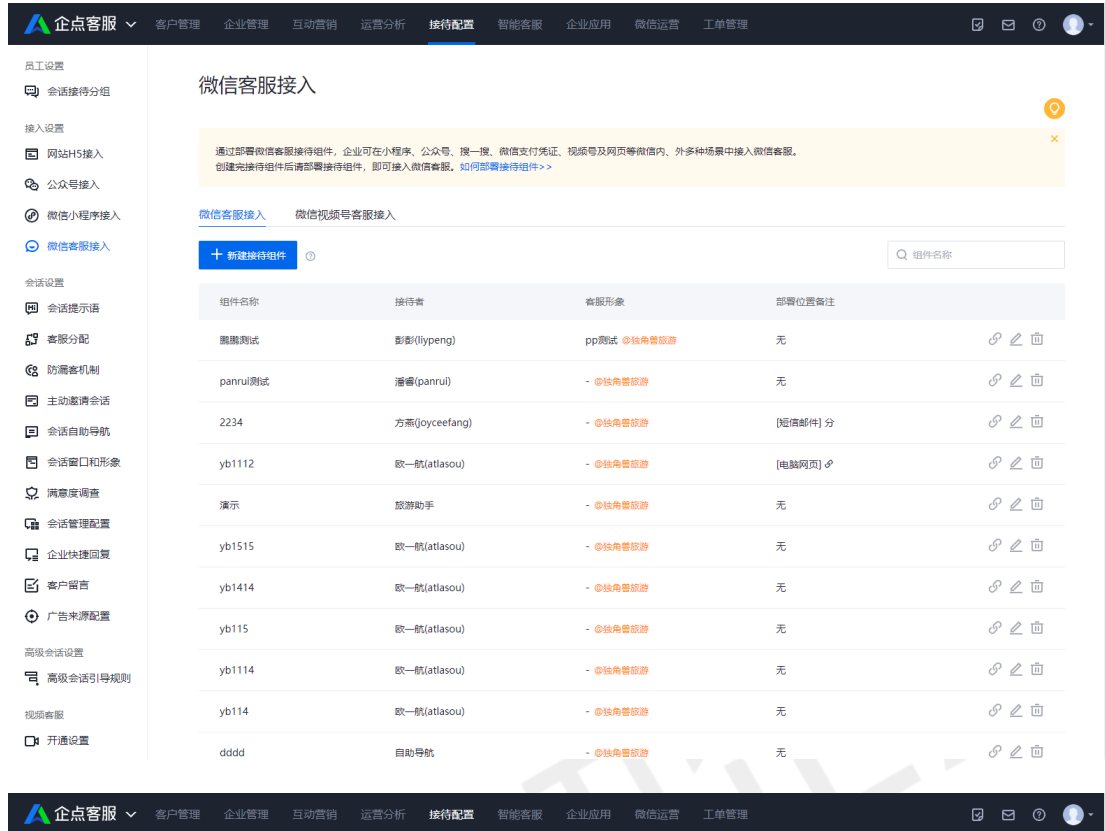 企点客服 客户管理 企业管理 互动营销 运营分析 接待配置 智能客服 企业应用 微信运营 工单管理
员工设置
会话接待分组
接入设置
网站H5接入
公众号接入
微信小程序接入
微信客服接入
会话设置
会话提示语
客服分配
防漏客机制
主动邀请会话
会话自助导航
会话窗口和形象
满意度调查
会话管理配置
企业快捷回复
客户留言
广告来源配置
高级会话设置
高级会话引导规则
视频客服
开通设置
微信客服接入
通过部署微信客服接待组件，企业可在小程序、公众号、搜一搜、微信支付凭证、视频号及网页等微信内、外多种场景中接入微信客服。
创建完接待组件后请部署接待组件，即可接入微信客服。如何部署接待组件>>
微信客服接入 微信视频号客服接入
新建接待组件 组件名称
组件名称 接待者 客服形象 部署位置备注
鹏鹏测试 彭彭(liypeng) pp测试 @独角兽旅游 无
panrui测试 潘睿(panrui) - @独角兽旅游 无
2234 方燕(joyceefang) - @独角兽旅游 [短信邮件] 分
yb1112 欧一航(atlasou) - @独角兽旅游 [电脑网页]
演示 旅游助手 - @独角兽旅游 无
yb1515 欧一航(atlasou) - @独角兽旅游 无
yb1414 欧一航(atlasou) - @独角兽旅游 无
yb115 欧一航(atlasou) - @独角兽旅游 无
yb1114 欧一航(atlasou) - @独角兽旅游 无
yb114 欧一航(atlasou) - @独角兽旅游 无
dddd 自助导航 - @独角兽旅游 无
企点客服 客户管理 企业管理 互动营销 运营分析 接待配置 智能客服 企业应用 微信运营 工单管理